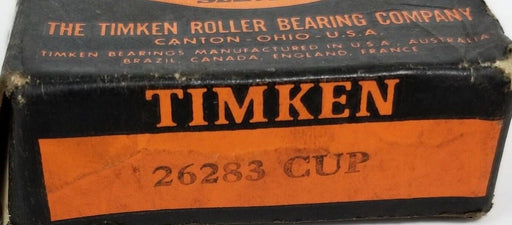 THE TIMKEN ROLLER BEARING COMPANY
CANTON-OHIO-U.S.A.
TIMKEN BEARINGS MANUFACTURED IN U.S.A., AUSTRALIA
BRAZIL, CANADA, ENGLAND, FRANCE
TIMKEN
26283 CUP